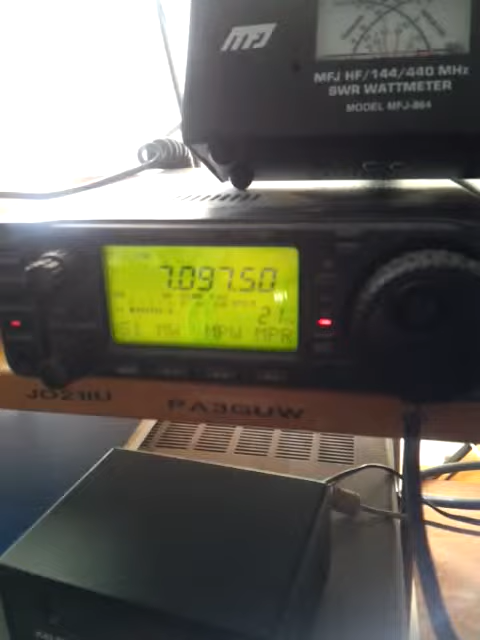 MFJ
MFJ HF/144/440 MHz
SWR WATTMETER
MODEL MFJ-864
7.097.50
21
MW MPW MPR
JO21IU
PA3GUW